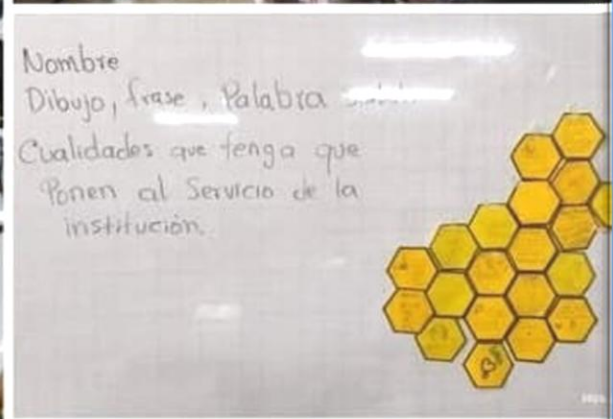 Nombre
Dibujo, frase, Palabra
Cualidades que tenga que
Ponen al Servicio de la
institución.